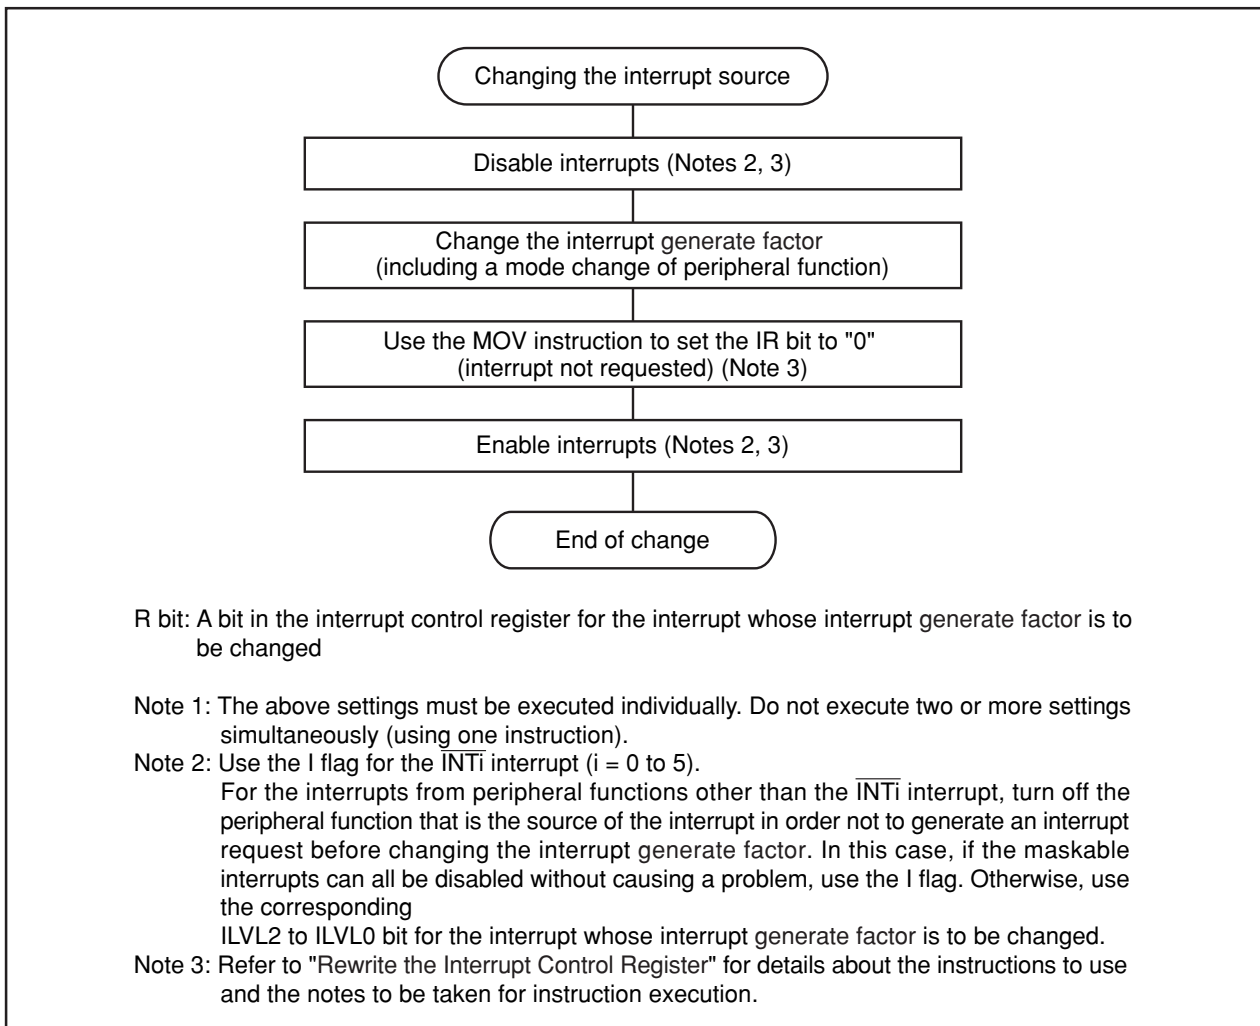 Changing the interrupt source
Disable interrupts (Notes 2, 3)
Change the interrupt generate factor
(including a mode change of peripheral function)
Use the MOV instruction to set the IR bit to "0"
(interrupt not requested) (Note 3)
Enable interrupts (Notes 2, 3)
End of change
R bit: A bit in the interrupt control register for the interrupt whose interrupt generate factor is to
be changed
Note 1: The above settings must be executed individually. Do not execute two or more settings
simultaneously (using one instruction).
Note 2: Use the I flag for the I̅N̅T̅i̅ interrupt (i = 0 to 5).
For the interrupts from peripheral functions other than the I̅N̅T̅i̅ interrupt, turn off the
peripheral function that is the source of the interrupt in order not to generate an interrupt
request before changing the interrupt generate factor. In this case, if the maskable
interrupts can all be disabled without causing a problem, use the I flag. Otherwise, use
the corresponding
ILVL2 to ILVL0 bit for the interrupt whose interrupt generate factor is to be changed.
Note 3: Refer to "Rewrite the Interrupt Control Register" for details about the instructions to use
and the notes to be taken for instruction execution.